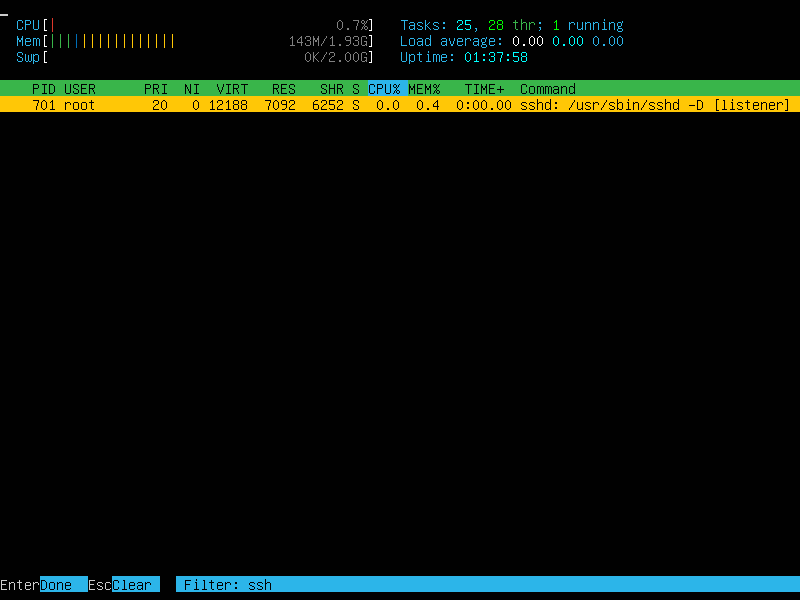 CPU[| 0.7%] Tasks: 25, 28 thr; 1 running
Mem[|||||||||||||||| 143M/1.93G] Load average: 0.00 0.00 0.00
Swp[ 0K/2.00G] Uptime: 01:37:58
PID USER PRI NI VIRT RES SHR S CPU% MEM% TIME+ Command
701 root 20 0 12188 7092 6252 S 0.0 0.4 0:00.00 sshd: /usr/sbin/sshd -D [listener]
EnterDone EscClear Filter: ssh